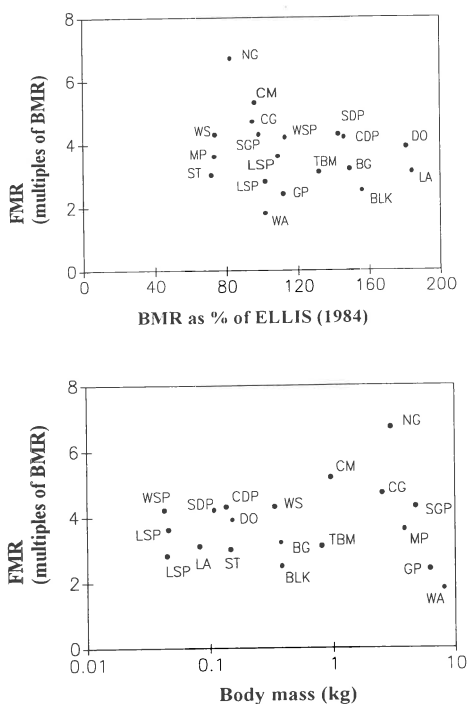 8
6
4
2
0
FMR
(multiples of BMR)
NG
CM
CG
SDP
WS
SGP
WSP
CDP
DO
MP
LSP
ST
TBM
BG
LA
LSP
GP
BLK
WA
0
40
80
120
160
200
BMR as % of ELLIS (1984)
8
6
4
2
0
FMR
(multiples of BMR)
NG
CM
CG
WSP
SDP
CDP
WS
SGP
DO
LSP
MP
LSP
LA
ST
BG
TBM
BLK
GP
WA
0.01
0.1
1
10
Body mass (kg)